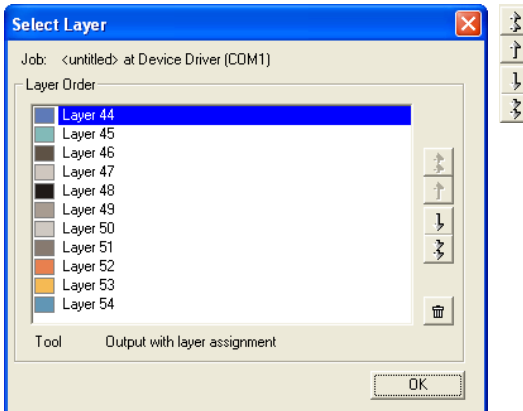 Select Layer
Job: <untitled> at Device Driver (COM1)
Layer Order
Layer 44
Layer 45
Layer 46
Layer 47
Layer 48
Layer 49
Layer 50
Layer 51
Layer 52
Layer 53
Layer 54
Tool Output with layer assignment
OK